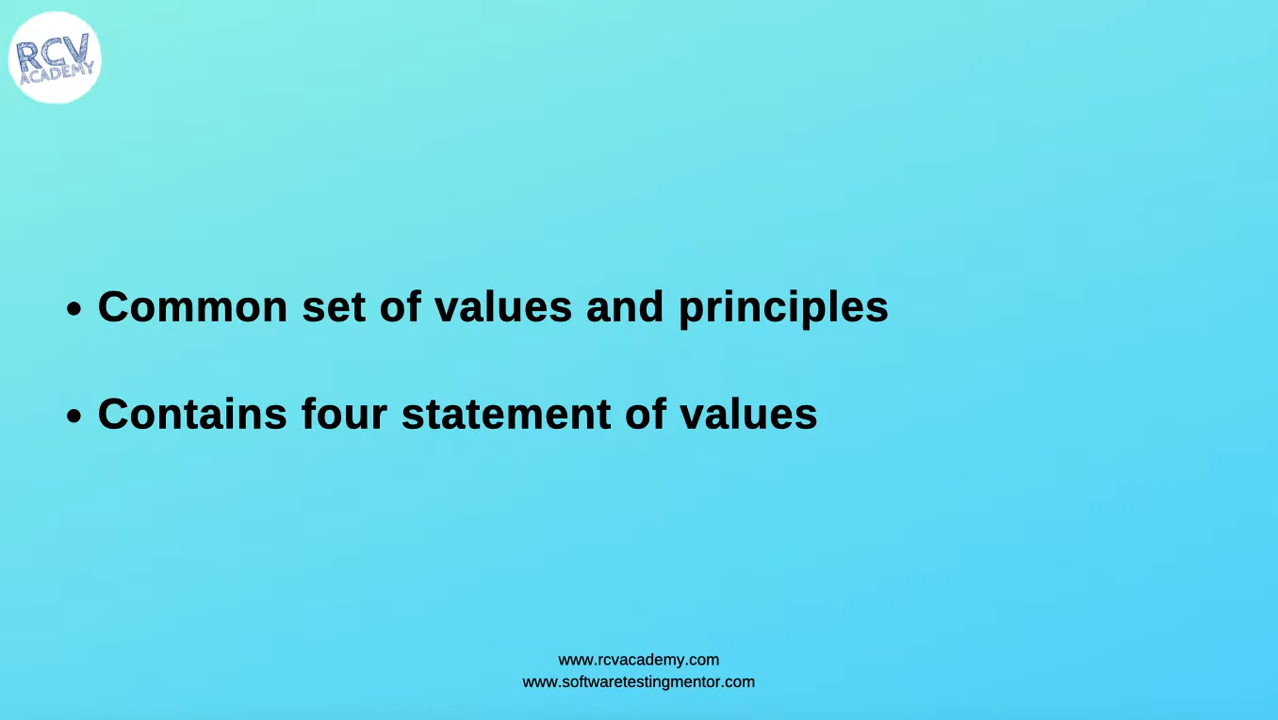 RCV
ACADEMY
• Common set of values and principles
• Contains four statement of values
www.rcvacademy.com
www.softwaretestingmentor.com